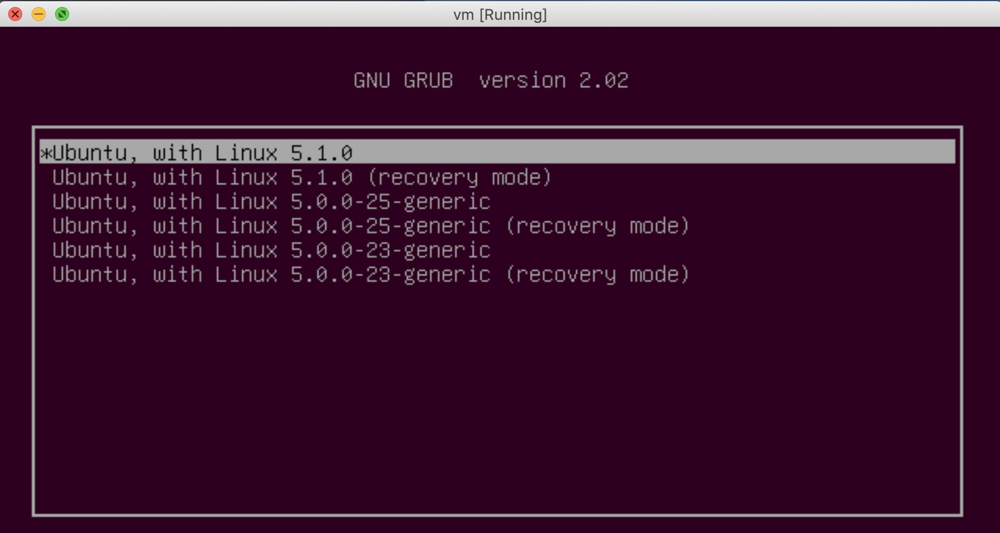 vm [Running]
GNU GRUB  version 2.02
*Ubuntu, with Linux 5.1.0
Ubuntu, with Linux 5.1.0 (recovery mode)
Ubuntu, with Linux 5.0.0-25-generic
Ubuntu, with Linux 5.0.0-25-generic (recovery mode)
Ubuntu, with Linux 5.0.0-23-generic
Ubuntu, with Linux 5.0.0-23-generic (recovery mode)